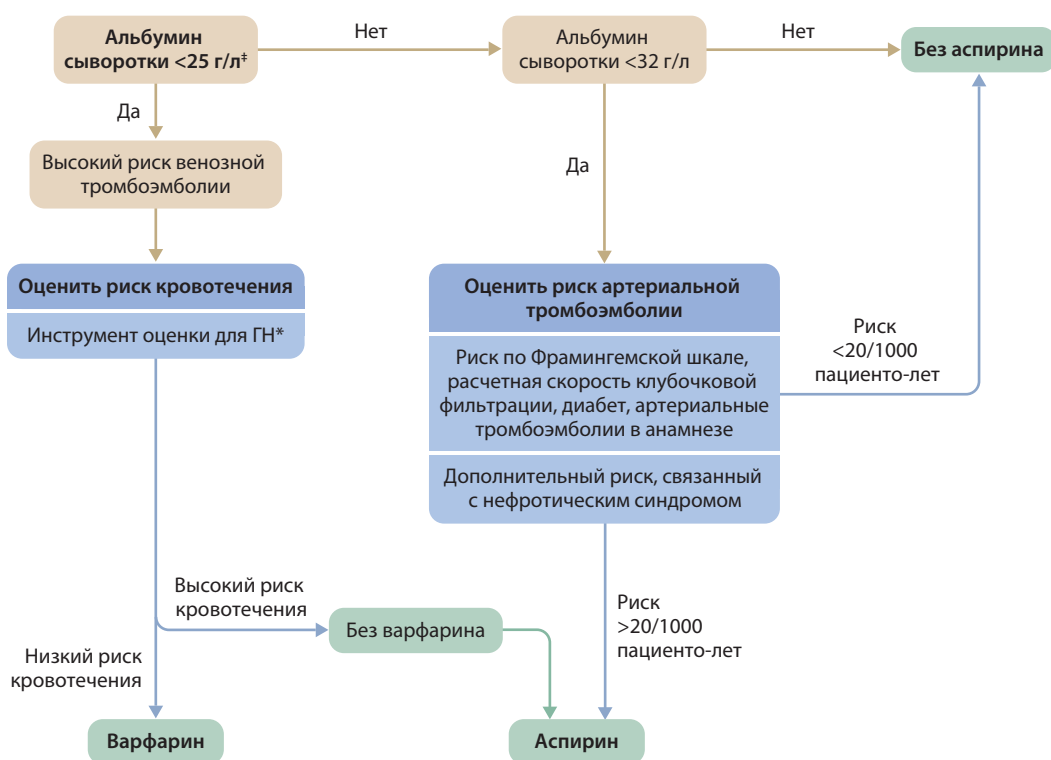 Альбумин
сыворотки <25 г/л‡
Нет
Альбумин
сыворотки <32 г/л
Нет
Без аспирина
Да
Высокий риск венозной
тромбоэмболии
Да
Оценить риск кровотечения
Инструмент оценки для ГН*
Оценить риск артериальной
тромбоэмболии
Риск по Фрамингемской шкале,
расчетная скорость клубочковой
фильтрации, диабет, артериальные
тромбоэмболии в анамнезе
Дополнительный риск, связанный
с нефротическим синдромом
Риск
<20/1000
пациенто-лет
Высокий риск
кровотечения
Без варфарина
Риск
>20/1000
пациенто-лет
Низкий риск
кровотечения
Варфарин
Аспирин